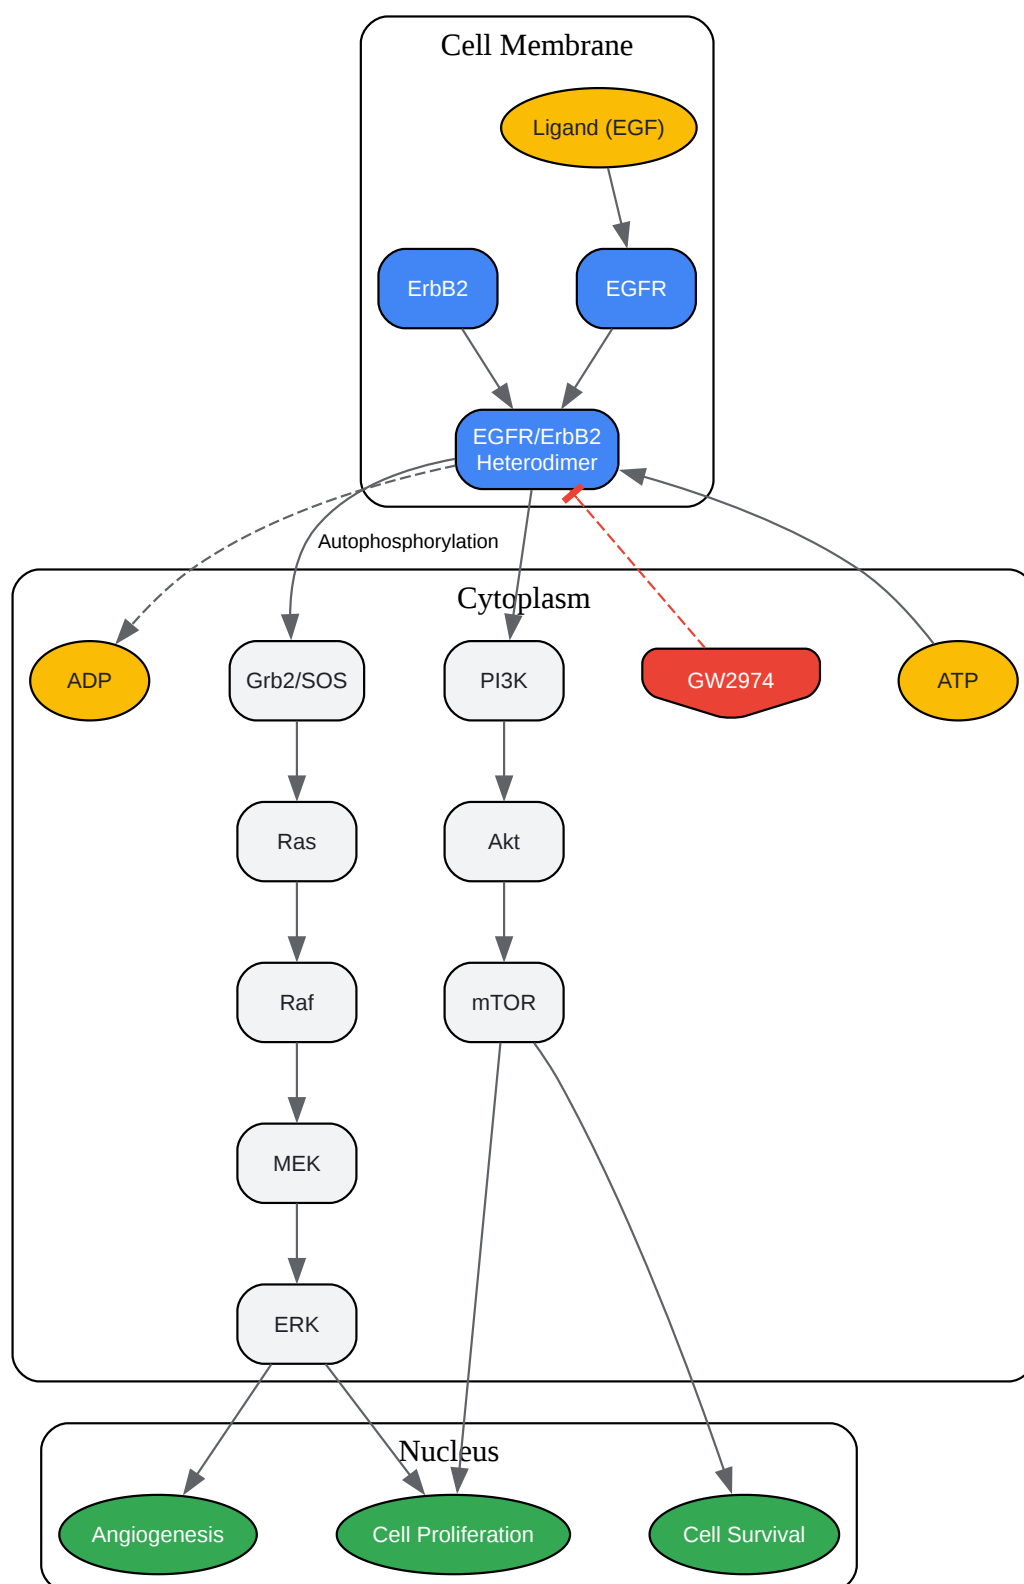 Cell Membrane
Ligand (EGF)
ErbB2
EGFR
EGFR/ErbB2
Heterodimer
Autophosphorylation
Cytoplasm
ADP
Grb2/SOS
PI3K
GW2974
ATP
Ras
Akt
Raf
mTOR
MEK
ERK
Nucleus
Angiogenesis
Cell Proliferation
Cell Survival